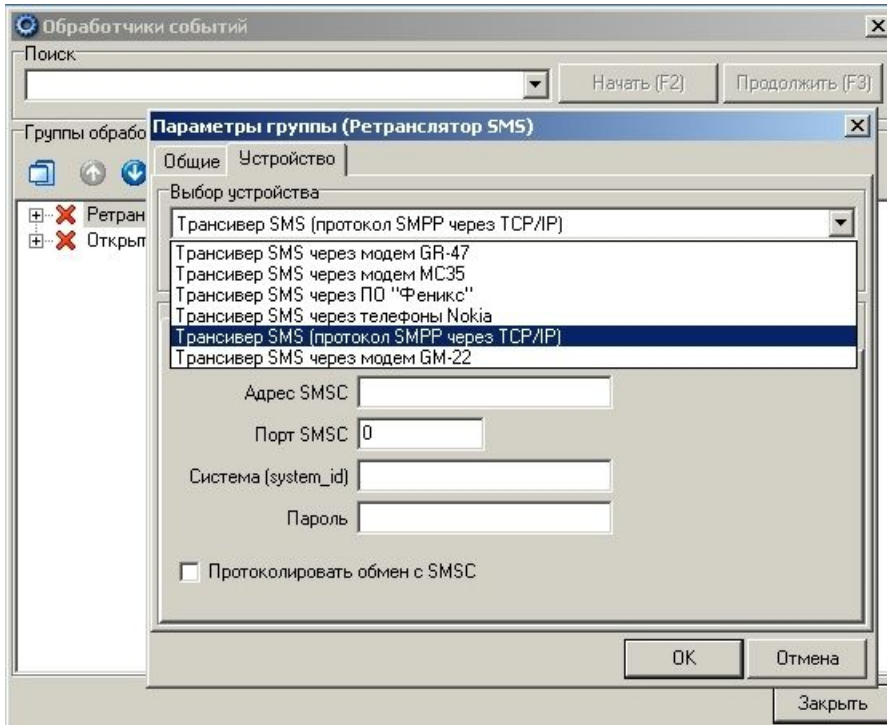 Обработчики событий
Поиск
Начать (F2)
Продолжить (F3)
Группы обрабо
Параметры группы (Ретранслятор SMS)
Общие
Устройство
Выбор устройства
Ретран
Открыт
Трансивер SMS (протокол SMPP через TCP/IP)
Трансивер SMS через модем GR-47
Трансивер SMS через модем MC35
Трансивер SMS через ПО "Феникс"
Трансивер SMS через телефоны Nokia
Трансивер SMS (протокол SMPP через TCP/IP)
Трансивер SMS через модем GM-22
Адрес SMSC
Порт SMSC 0
Система (system_id)
Пароль
Протоколировать обмен с SMSC
OK
Отмена
Закрыть